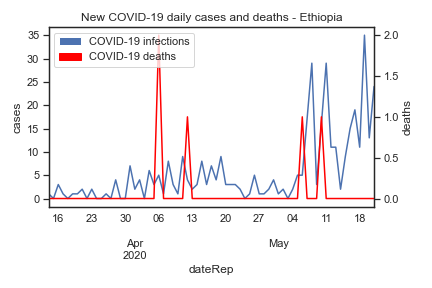 New COVID-19 daily cases and deaths - Ethiopia
COVID-19 infections
COVID-19 deaths
35
30
25
20
15
10
5
0
cases
2.0
1.5
1.0
0.5
0.0
deaths
16 23 30 06 13 20 27 04 11 18
Apr May
2020
dateRep